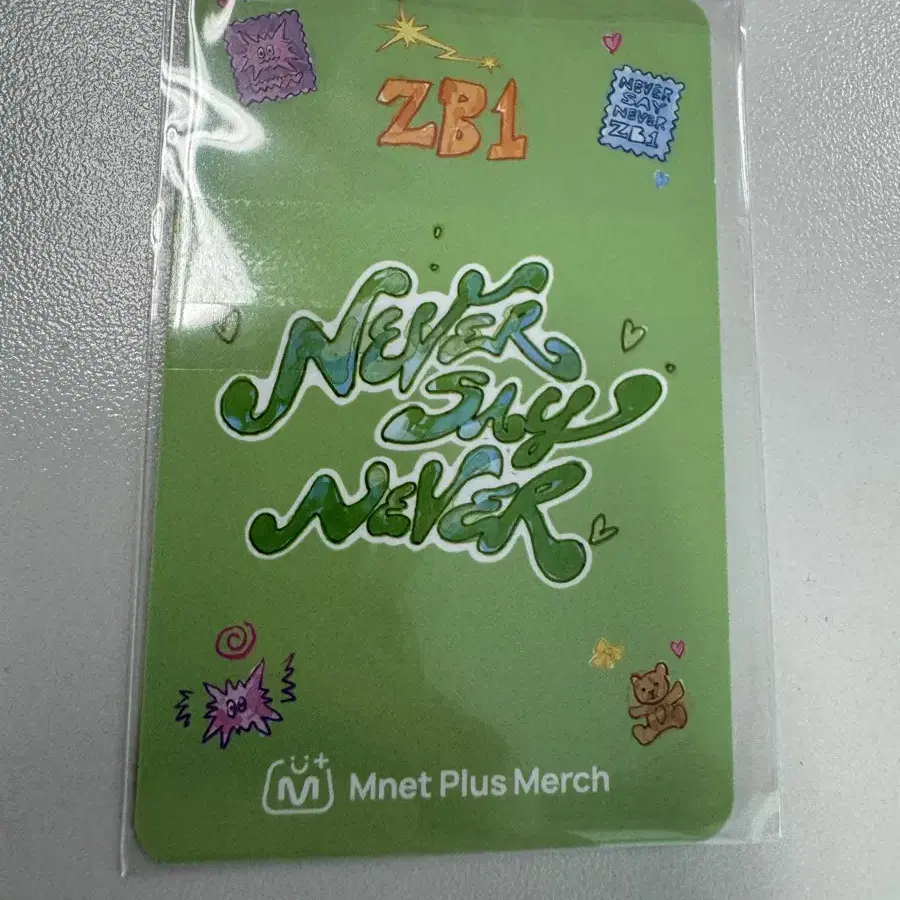 ZB1
NEVER
SAY
NEVER
ZB1
NEVER
SAY
NEVER
M+
Mnet Plus Merch